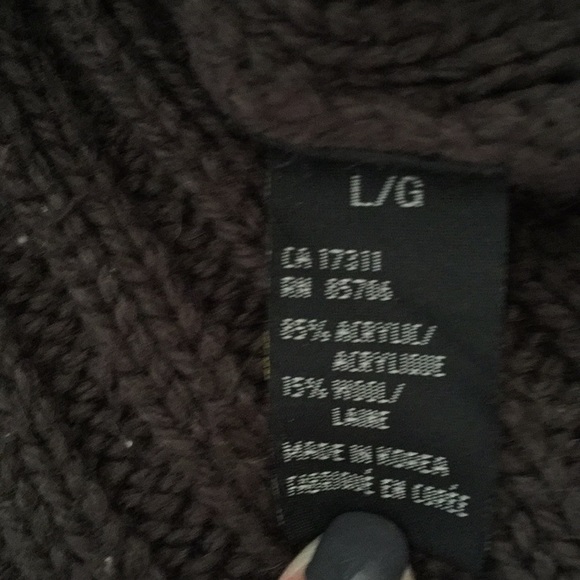 L/G
CA 17311
RN 85706
85% ACRYLIC/
ACRYLIQUE
15% WOOL/
LAINE
MADE IN KOREA
FABRIQUÉ EN CORÉE